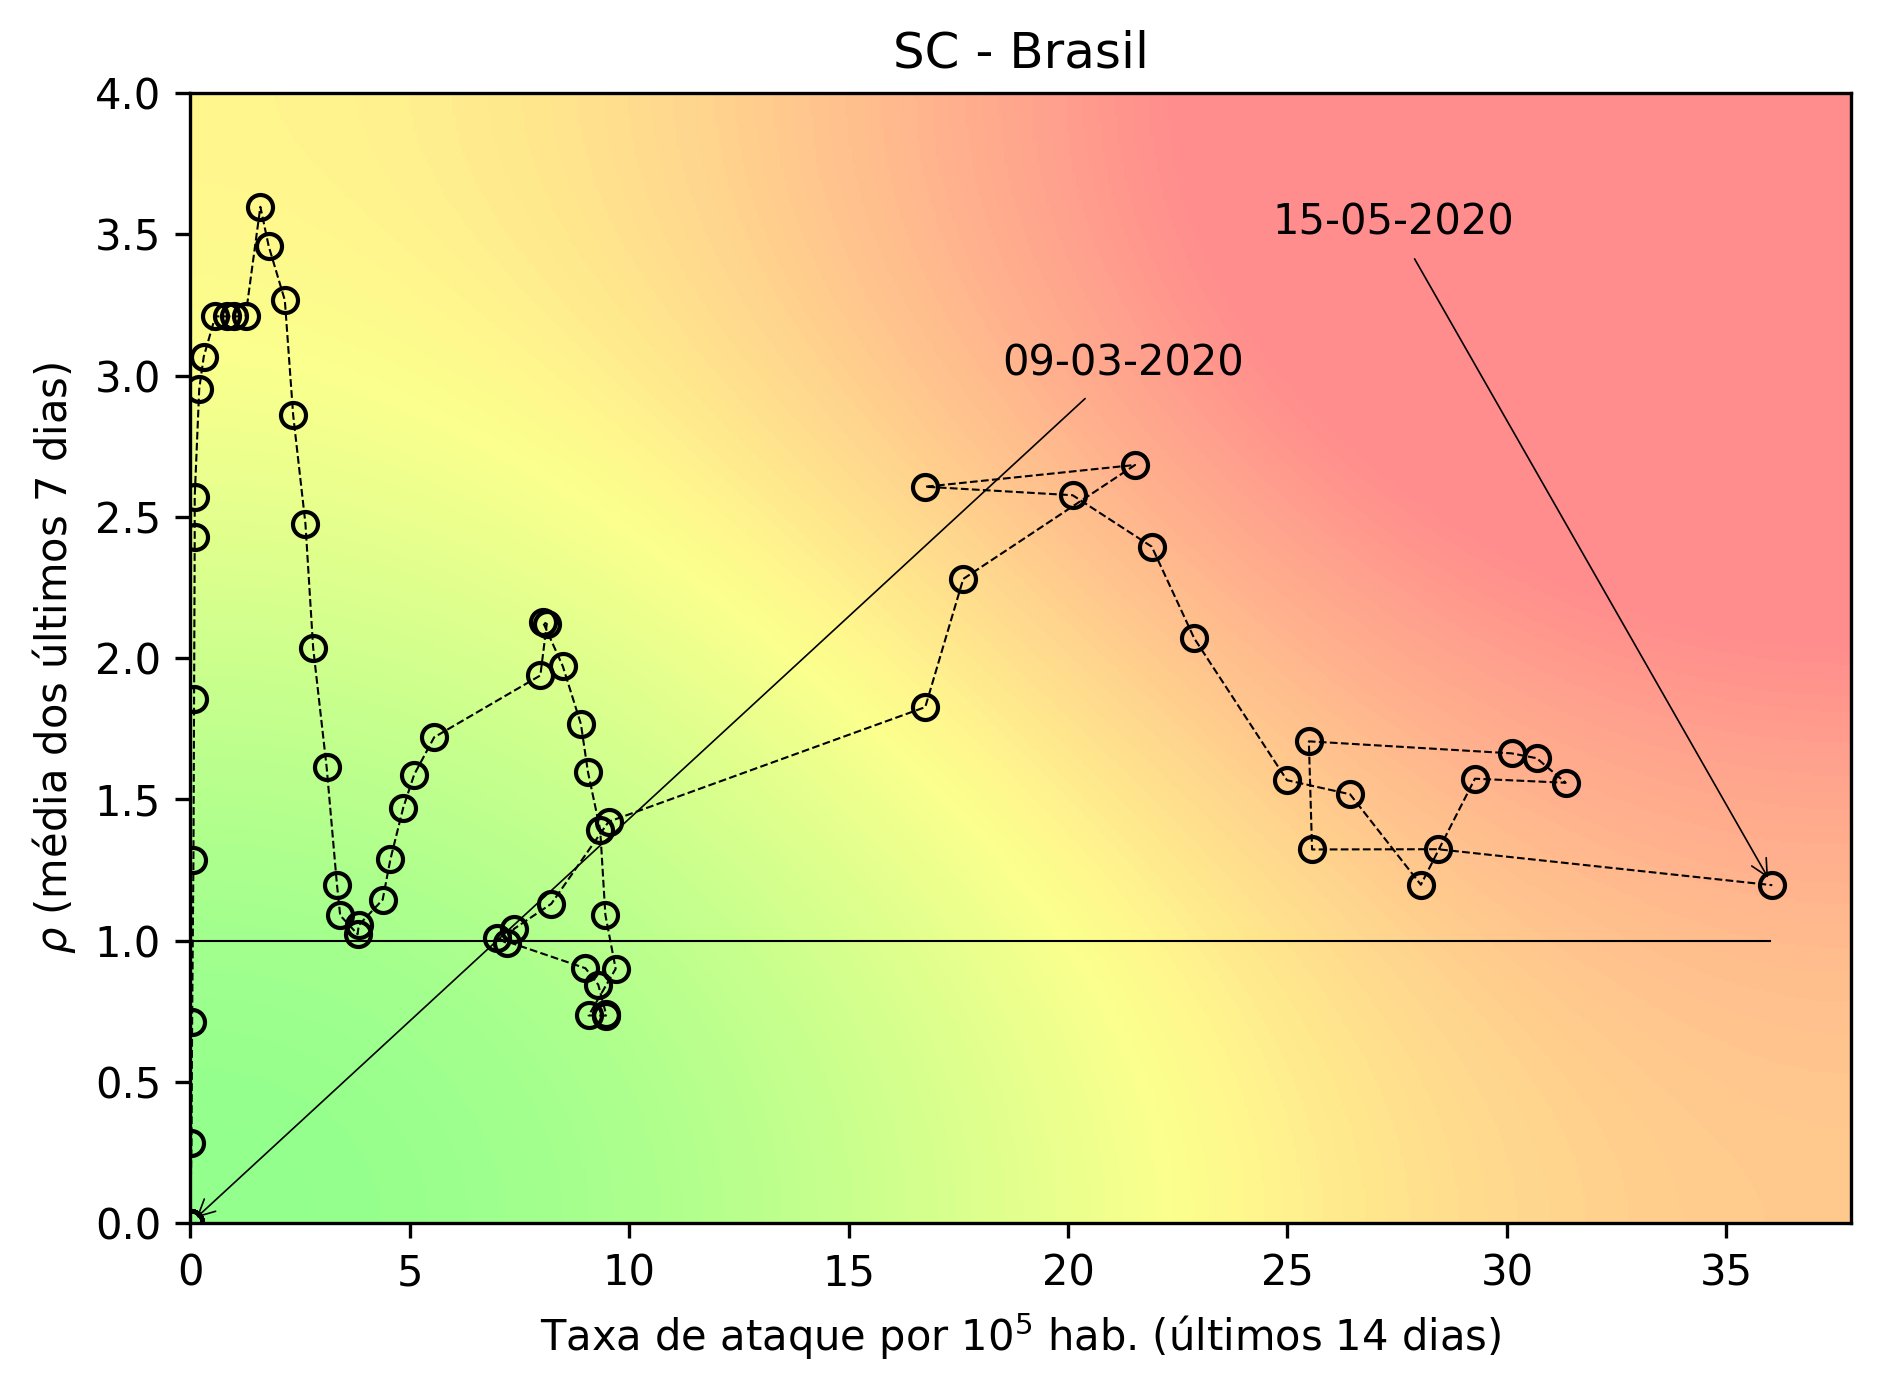 SC - Brasil
4.0
3.5
3.0
2.5
2.0
1.5
1.0
0.5
0.0
ρ (média dos últimos 7 dias)
15-05-2020
09-03-2020
0 5 10 15 20 25 30 35
Taxa de ataque por 10⁵ hab. (últimos 14 dias)